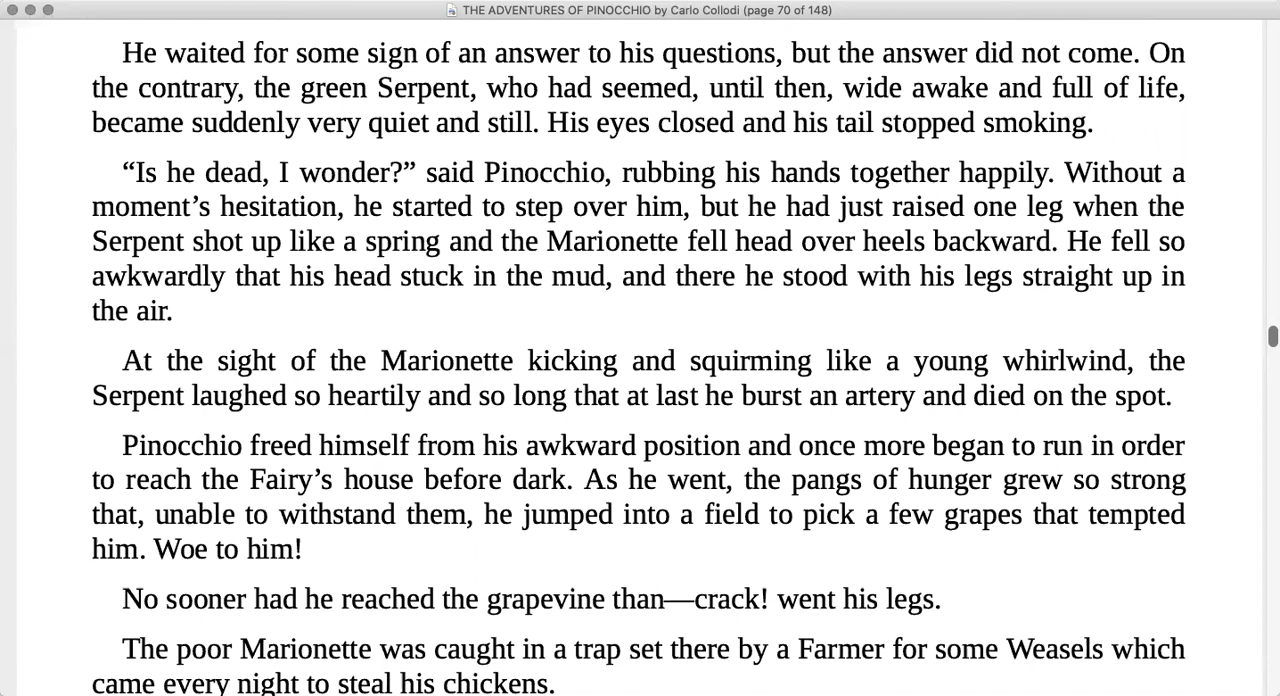 THE ADVENTURES OF PINOCCHIO by Carlo Collodi (page 70 of 148)
He waited for some sign of an answer to his questions, but the answer did not come. On
the contrary, the green Serpent, who had seemed, until then, wide awake and full of life,
became suddenly very quiet and still. His eyes closed and his tail stopped smoking.
“Is he dead, I wonder?” said Pinocchio, rubbing his hands together happily. Without a
moment’s hesitation, he started to step over him, but he had just raised one leg when the
Serpent shot up like a spring and the Marionette fell head over heels backward. He fell so
awkwardly that his head stuck in the mud, and there he stood with his legs straight up in
the air.
At the sight of the Marionette kicking and squirming like a young whirlwind, the
Serpent laughed so heartily and so long that at last he burst an artery and died on the spot.
Pinocchio freed himself from his awkward position and once more began to run in order
to reach the Fairy’s house before dark. As he went, the pangs of hunger grew so strong
that, unable to withstand them, he jumped into a field to pick a few grapes that tempted
him. Woe to him!
No sooner had he reached the grapevine than—crack! went his legs.
The poor Marionette was caught in a trap set there by a Farmer for some Weasels which
came every night to steal his chickens.